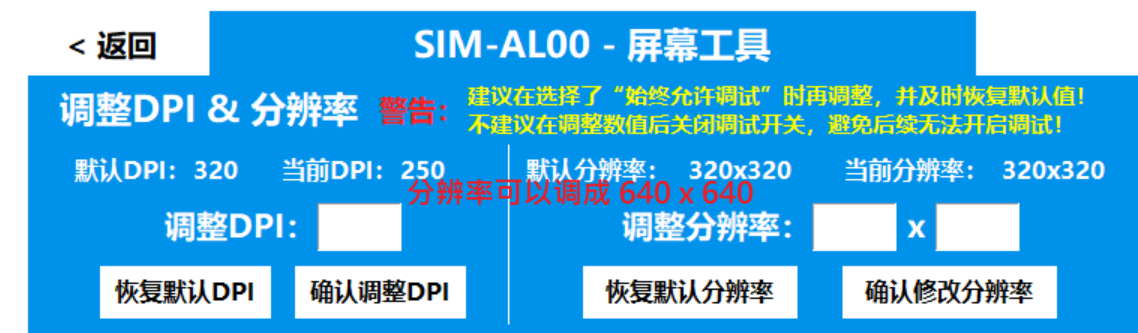 < 返回
SIM-AL00 - 屏幕工具
调整DPI & 分辨率 警告：
建议在选择了“始终允许调试”时再调整，并及时恢复默认值！
不建议在调整数值后关闭调试开关，避免后续无法开启调试！
默认DPI：320 当前DPI：250
默认分辨率： 320x320 当前分辨率： 320x320
分辨率可以调成 640 x 640
调整DPI：
调整分辨率： x
恢复默认DPI 确认调整DPI
恢复默认分辨率 确认修改分辨率